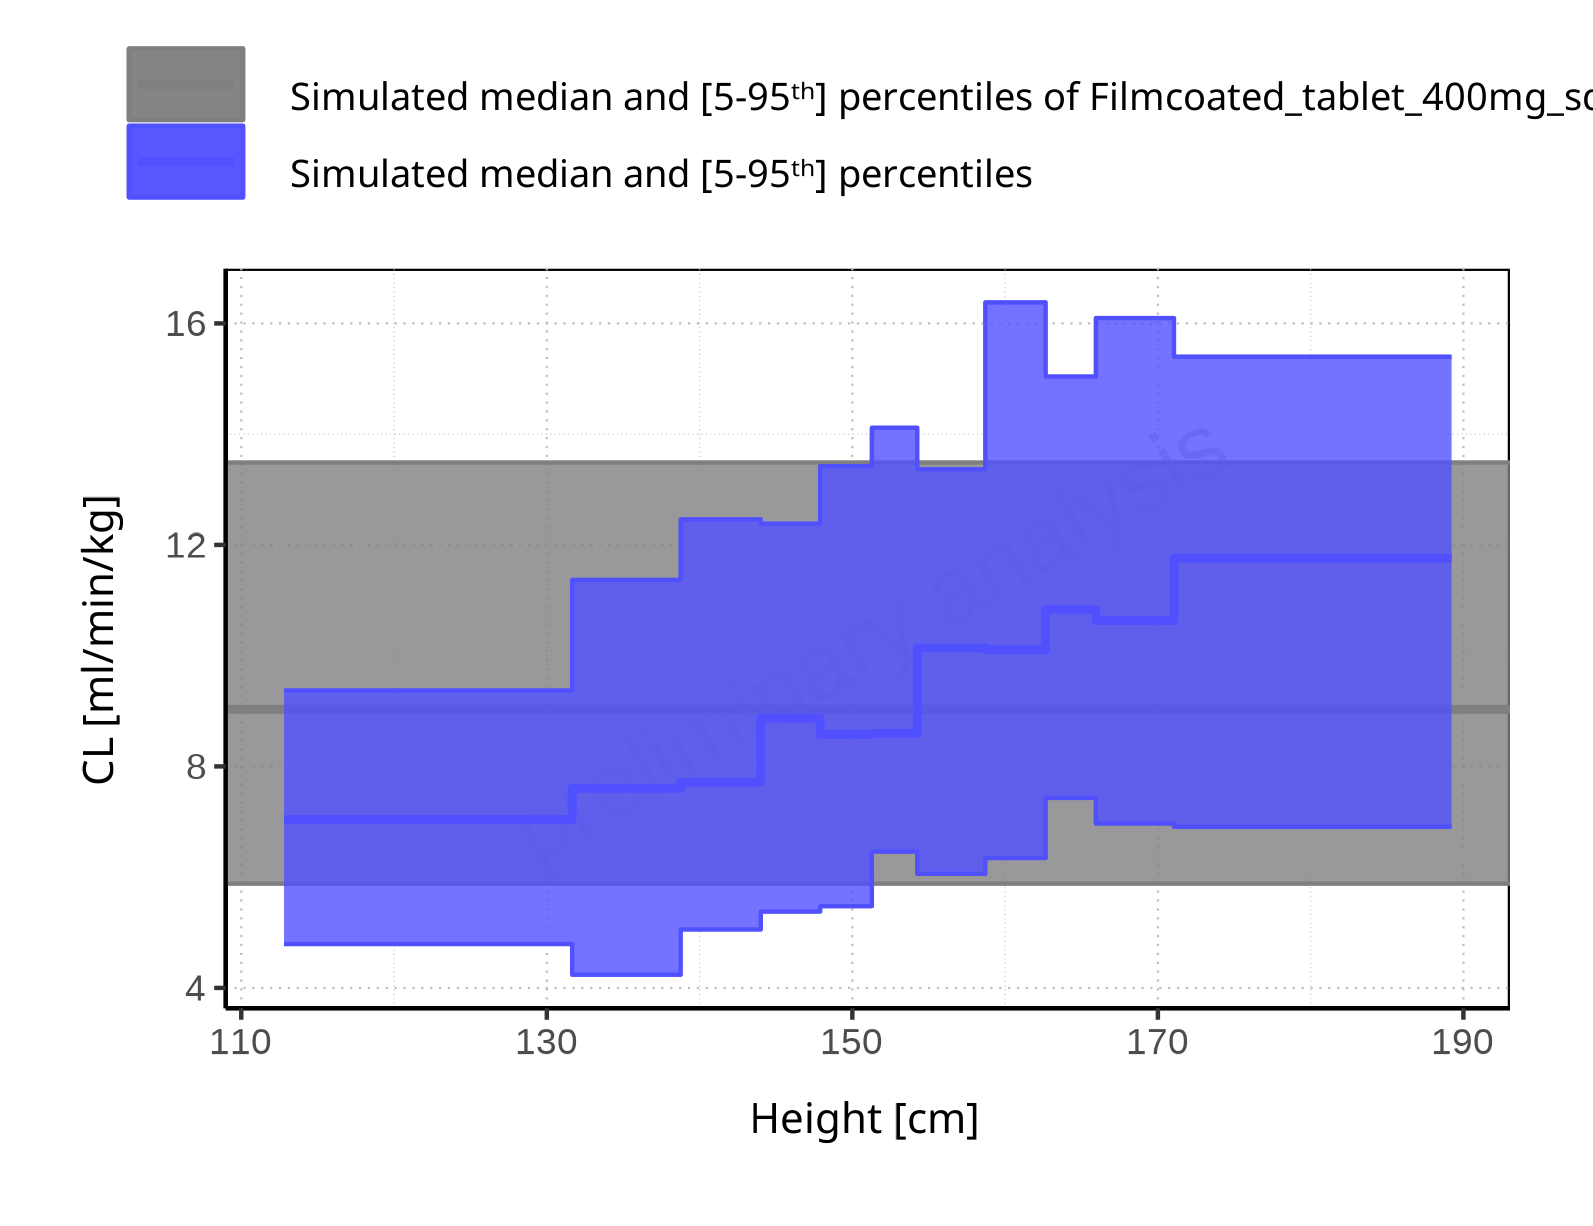 Simulated median and [5-95ᵗʰ] percentiles of Filmcoated_tablet_400mg_sd
Simulated median and [5-95ᵗʰ] percentiles
16
12
8
4
CL [ml/min/kg]
preliminary analysis
110 130 150 170 190
Height [cm]